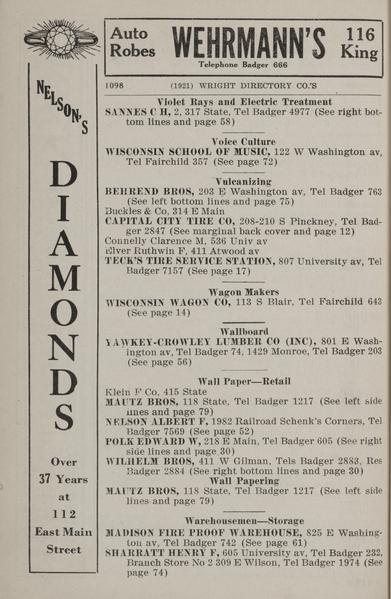 Auto Robes
WEHRMANN'S
Telephone Badger 666
116 King
NELSON'S
DIAMONDS
Over
37 Years
at
112
East Main
Street
1098 (1921) WRIGHT DIRECTORY CO.'S
Violet Rays and Electric Treatment
SANNES C H, 2, 317 State, Tel Badger 4977 (See right bot-
tom lines and page 58)
Voice Culture
WISCONSIN SCHOOL OF MUSIC, 122 W Washington av,
Tel Fairchild 357 (See page 72)
Vulcanizing
BEHREND BROS, 203 E Washington av, Tel Badger 763
(See left bottom lines and page 75)
Buckles & Co, 314 E Main
CAPITAL CITY TIRE CO, 208-210 S Pinckney, Tel Bad-
ger 2847 (See marginal back cover and page 12)
Connelly Clarence M, 536 Univ av
Elver Ruthwin F, 411 Atwood av
TECK'S TIRE SERVICE STATION, 807 University av, Tel
Badger 7157 (See page 17)
Wagon Makers
WISCONSIN WAGON CO, 113 S Blair, Tel Fairchild 643
(See page 14)
Wallboard
YAWKEY-CROWLEY LUMBER CO (INC), 801 E Wash-
ington av, Tel Badger 74, 1429 Monroe, Tel Badger 203
(See page 56)
Wall Paper—Retail
Klein F Co, 415 State
MAUTZ BROS, 118 State, Tel Badger 1217 (See left side
lines and page 79)
NELSON ALBERT F, 1982 Railroad Schenk's Corners, Tel
Badger 7569 (See page 52)
POLK EDWARD W, 218 E Main, Tel Badger 605 (See right
side lines and page 30)
WILHELM BROS, 411 W Gilman, Tels Badger 2883, Res
Badger 2884 (See right bottom lines and page 30)
Wall Papering
MAUTZ BROS, 118 State, Tel Badger 1217 (See left side
lines and page 79)
Warehousemen—Storage
MADISON FIRE PROOF WAREHOUSE, 825 E Washing-
ton av, Tel Badger 742 (See page 61)
SHARRATT HENRY F, 605 University av, Tel Badger 232,
Branch Store No 2 309 E Wilson, Tel Badger 1974 (See
page 74)